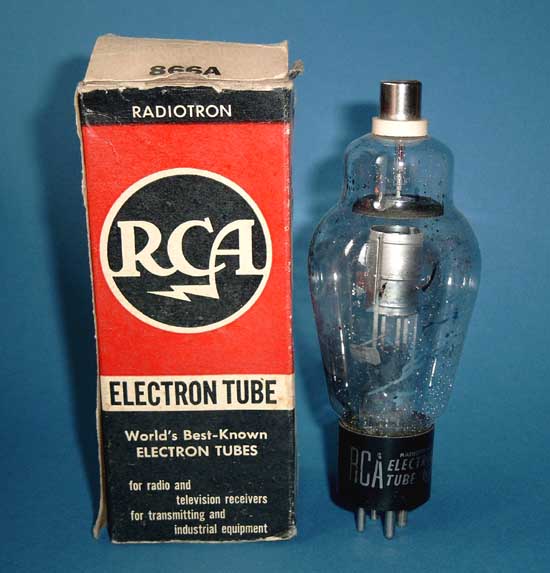 866A
RADIOTRON
RCA
ELECTRON TUBE
World's Best-Known
ELECTRON TUBES
for radio and
television receivers
for transmitting and
industrial equipment
RCA
ELECT
TUBE